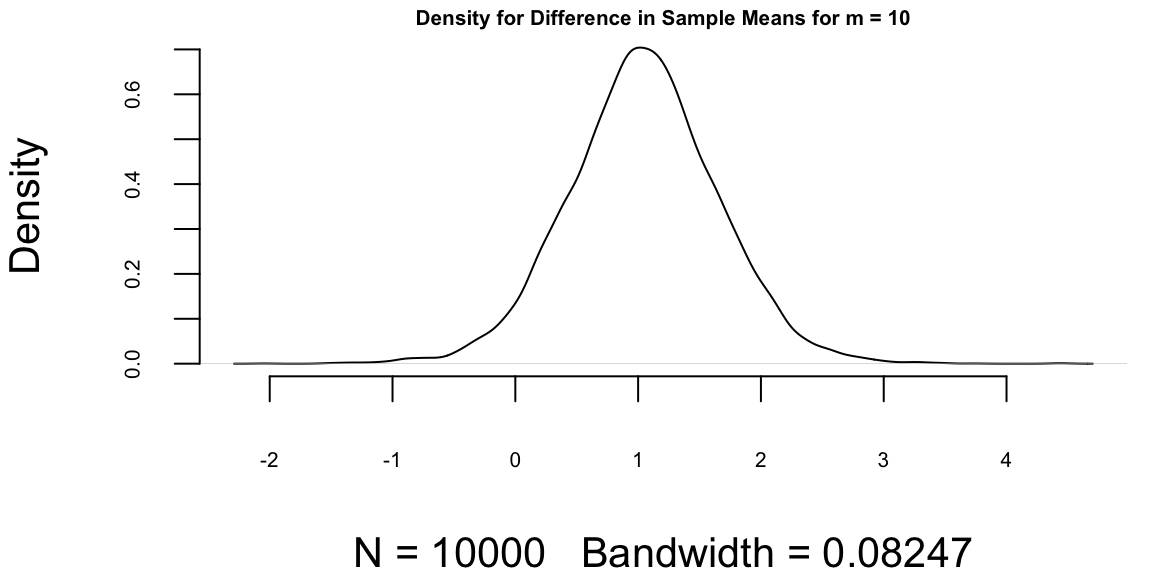 Density for Difference in Sample Means for m = 10
Density
0.6
0.4
0.2
0.0
-2 -1 0 1 2 3 4
N = 10000 Bandwidth = 0.08247